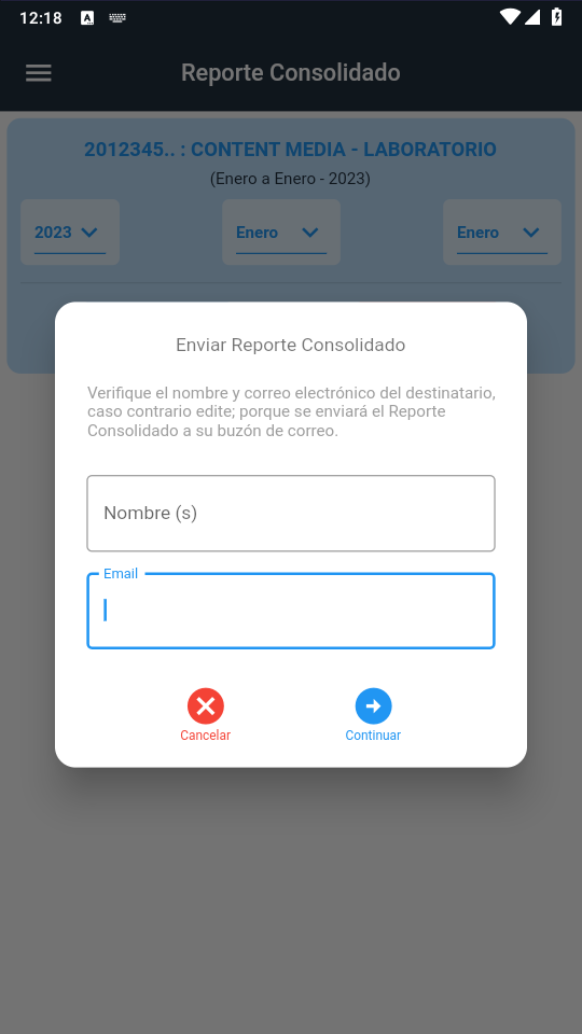 12:18
Reporte Consolidado
2012345.. : CONTENT MEDIA - LABORATORIO
(Enero a Enero - 2023)
2023 Enero Enero
Enviar Reporte Consolidado
Verifique el nombre y correo electrónico del destinatario,
caso contrario edite; porque se enviará el Reporte
Consolidado a su buzón de correo.
Nombre (s)
Email
Cancelar Continuar